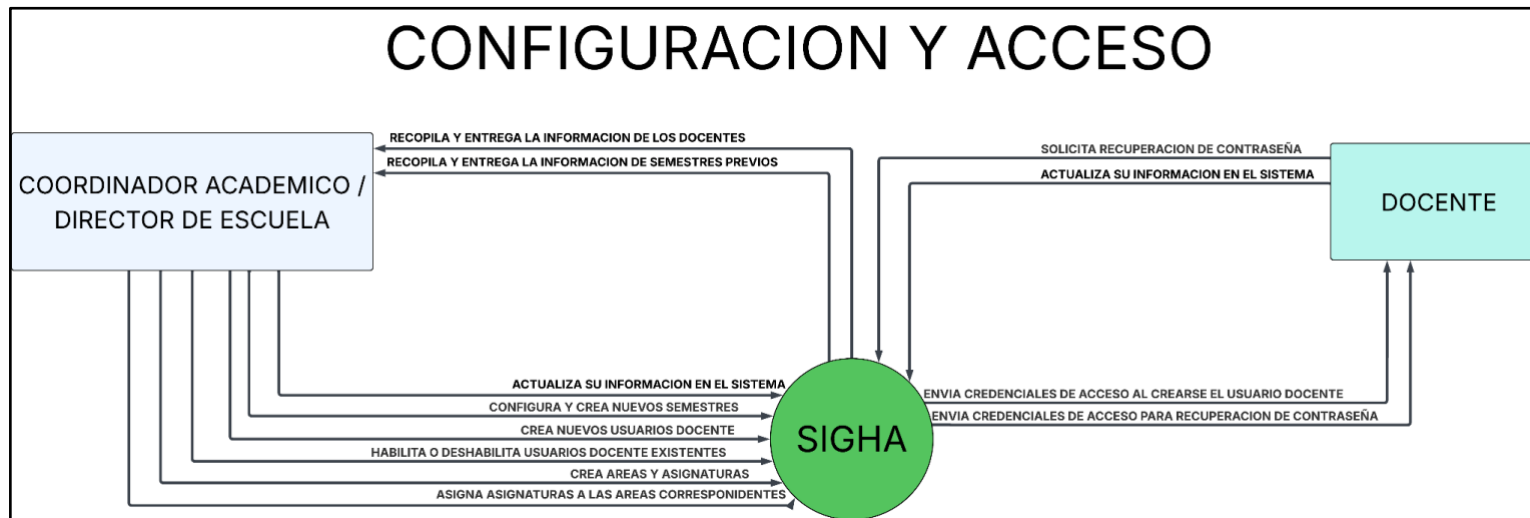 CONFIGURACION Y ACCESO
RECOPILA Y ENTREGA LA INFORMACION DE LOS DOCENTES
RECOPILA Y ENTREGA LA INFORMACION DE SEMESTRES PREVIOS
COORDINADOR ACADEMICO /
DIRECTOR DE ESCUELA
SOLICITA RECUPERACION DE CONTRASEÑA
ACTUALIZA SU INFORMACION EN EL SISTEMA
DOCENTE
ACTUALIZA SU INFORMACION EN EL SISTEMA
CONFIGURA Y CREA NUEVOS SEMESTRES
CREA NUEVOS USUARIOS DOCENTE
HABILITA O DESHABILITA USUARIOS DOCENTE EXISTENTES
CREA AREAS Y ASIGNATURAS
ASIGNA ASIGNATURAS A LAS AREAS CORRESPONIDENTES
SIGHA
ENVIA CREDENCIALES DE ACCESO AL CREARSE EL USUARIO DOCENTE
ENVIA CREDENCIALES DE ACCESO PARA RECUPERACION DE CONTRASEÑA